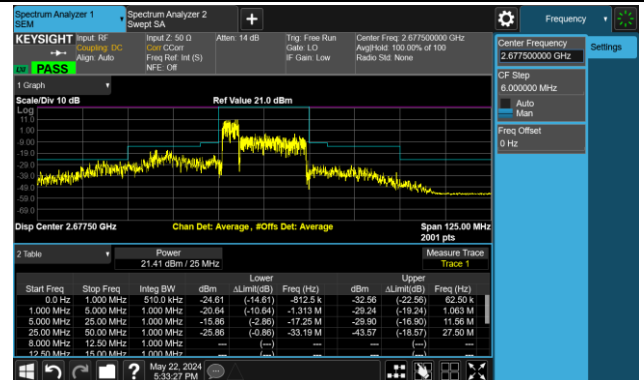 Spectrum Analyzer 1
SEM
Spectrum Analyzer 2
Swept SA
Frequency
KEYSIGHT
Input: RF
Coupling: DC
Align: Auto
Input Z: 50 Ω
Corr CCorr
Freq Ref: Int (S)
NFE: Off
Atten: 14 dB
Trig: Free Run
Gate: LO
IF Gain: Low
Center Freq: 2.677500000 GHz
Avg|Hold: 100.00% of 100
Radio Std: None
PASS
Center Frequency
2.677500000 GHz
Settings
CF Step
6.000000 MHz
Auto
Man
Freq Offset
0 Hz
1 Graph
Scale/Div 10 dB
Ref Value 21.0 dBm
Log
11.0
1.00
-9.00
-19.0
-29.0
-39.0
-49.0
-59.0
-69.0
Disp Center 2.67750 GHz
Chan Det: Average , #Offs Det: Average
Span 125.00 MHz
2001 pts
2 Table
Power
21.41 dBm / 25 MHz
Measure Trace
Trace 1
Lower Upper
Start Freq Stop Freq Integ BW dBm ΔLimit(dB) Freq (Hz) dBm ΔLimit(dB) Freq (Hz)
0.0 Hz 1.000 MHz 510.0 kHz -24.61 (-14.61) -812.5 k -32.56 (-22.56) 62.50 k
1.000 MHz 5.000 MHz 1.000 MHz -20.64 (-10.64) -1.313 M -29.24 (-19.24) 1.063 M
5.000 MHz 25.00 MHz 1.000 MHz -15.86 (-2.86) -17.25 M -29.90 (-16.90) 11.56 M
25.00 MHz 50.00 MHz 1.000 MHz -25.86 (-0.86) -33.19 M -43.57 (-18.57) 27.50 M
8.000 MHz 12.50 MHz 1.000 MHz --- (---) --- --- (---) ---
12.50 MHz 15.00 MHz 1.000 MHz --- (---) --- --- (---) ---
May 22, 2024
5:33:27 PM